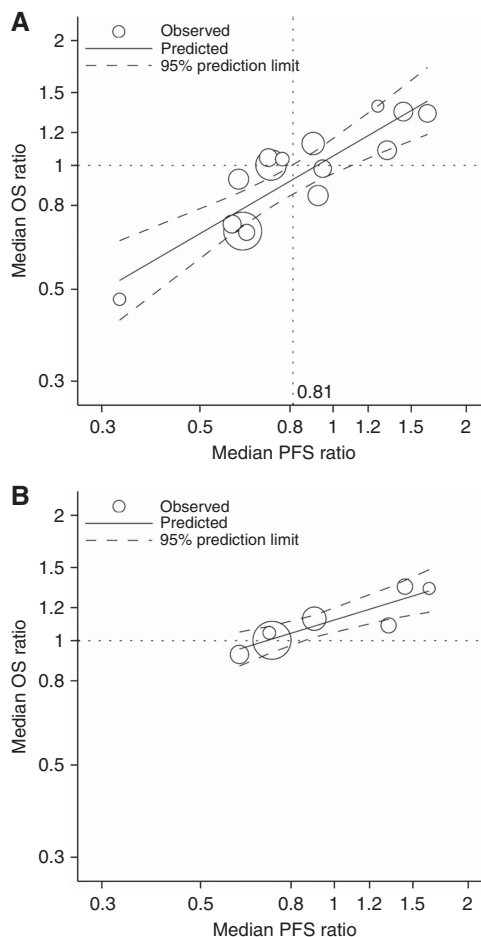 A
Observed
Predicted
95% prediction limit
2
1.5
1.2
1
0.8
0.5
0.3
Median OS ratio
0.81
0.3 0.5 0.8 1 1.2 1.5 2
Median PFS ratio
B
Observed
Predicted
95% prediction limit
2
1.5
1.2
1
0.8
0.5
0.3
Median OS ratio
0.3 0.5 0.8 1 1.2 1.5 2
Median PFS ratio